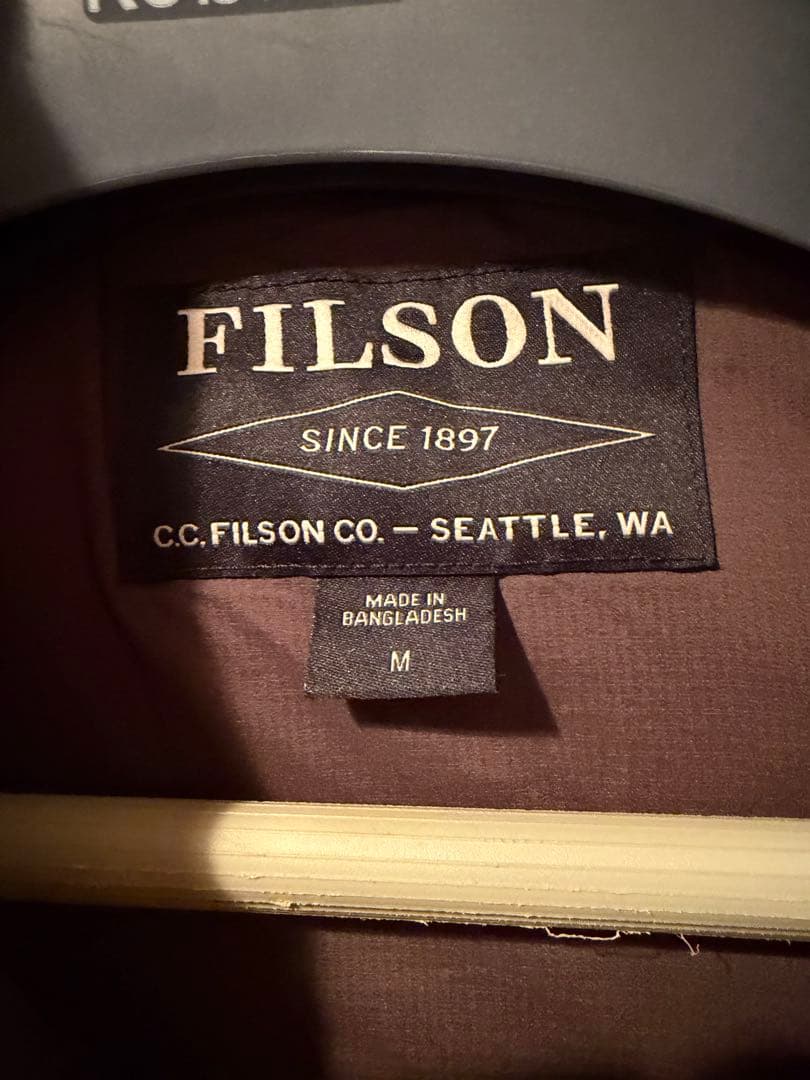 FILSON
SINCE 1897
C.C. FILSON CO. — SEATTLE, WA
MADE IN
BANGLADESH
M